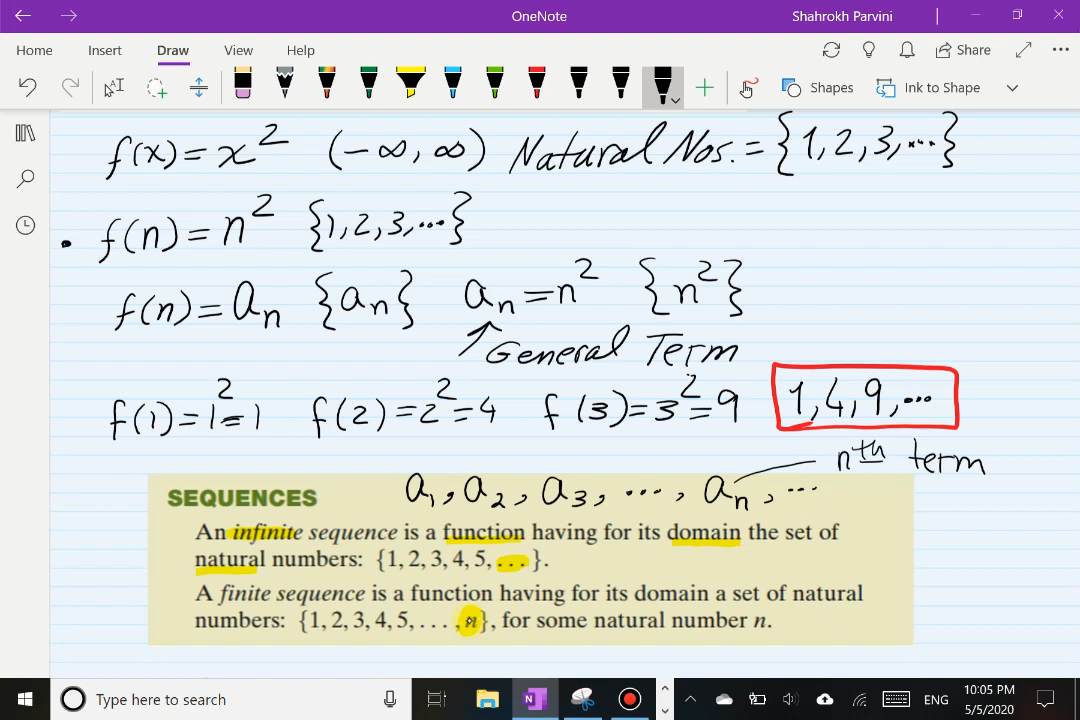 OneNote
Shahrokh Parvini
Home Insert Draw View Help
Share
Shapes Ink to Shape
f(x) = x² (-∞, ∞) Natural Nos. = {1, 2, 3, ...}
• f(n) = n² {1, 2, 3, ...}
f(n) = aₙ {aₙ} aₙ = n² {n²}
General Term
f(1) = 1² = 1 f(2) = 2² = 4 f(3) = 3² = 9 1, 4, 9, ...
nth term
SEQUENCES a₁, a₂, a₃, ..., aₙ, ...
An infinite sequence is a function having for its domain the set of
natural numbers: {1, 2, 3, 4, 5, ...}.
A finite sequence is a function having for its domain a set of natural
numbers: {1, 2, 3, 4, 5, ..., n}, for some natural number n.
Type here to search
ENG
10:05 PM
5/5/2020